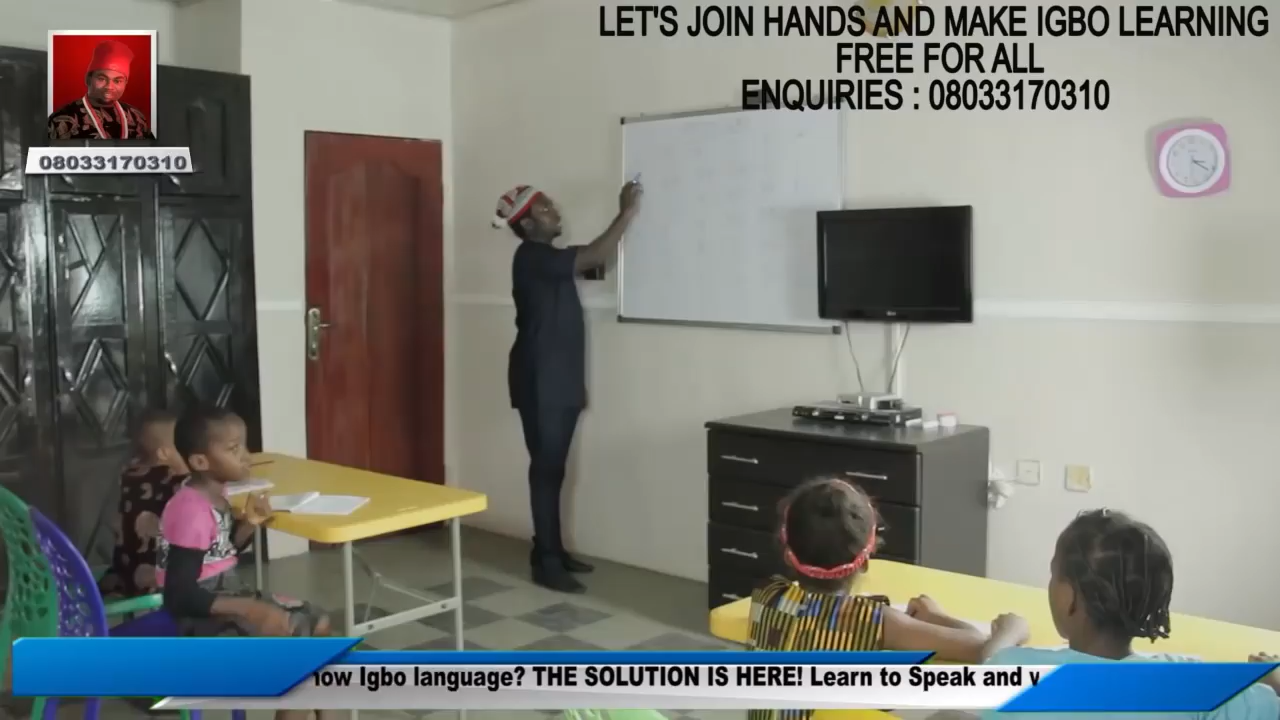 LET'S JOIN HANDS AND MAKE IGBO LEARNING
FREE FOR ALL
ENQUIRIES : 08033170310
08033170310
Igbo language? THE SOLUTION IS HERE! Learn to Speak and